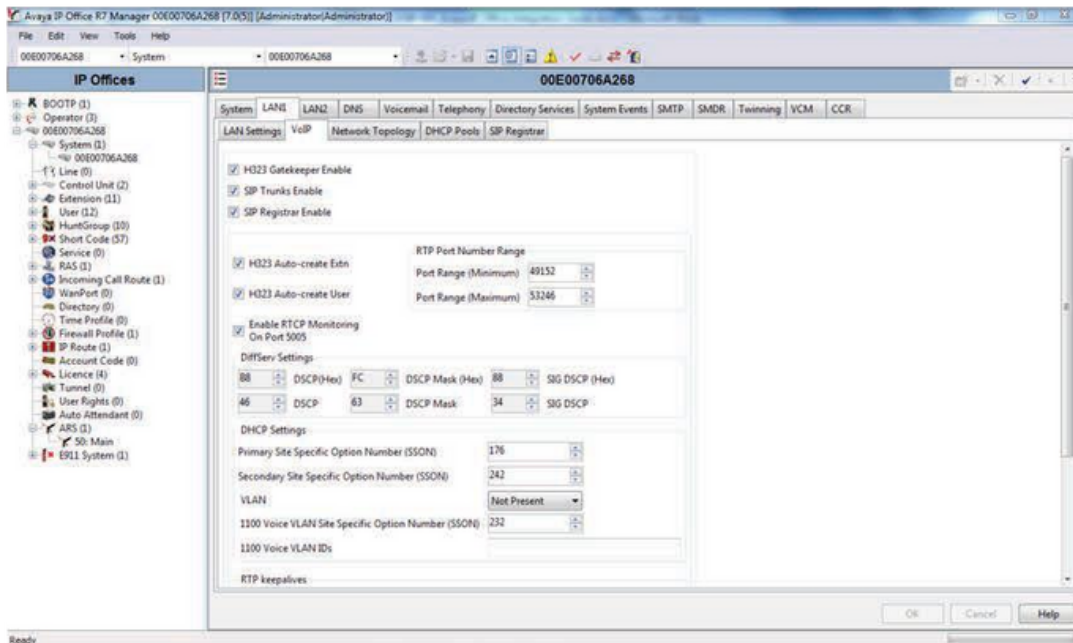 Avaya IP Office R7 Manager 00E00706A268 [7.0(5)] [Administrator(Administrator)]
File Edit View Tools Help
00E00706A268 System 00E00706A268
IP Offices
BOOTP (1)
Operator (3)
00E00706A268
System (1)
00E00706A268
Line (0)
Control Unit (2)
Extension (11)
User (12)
HuntGroup (10)
Short Code (57)
Service (0)
RAS (1)
Incoming Call Route (1)
WanPort (0)
Directory (0)
Time Profile (0)
Firewall Profile (1)
IP Route (1)
Account Code (0)
Licence (4)
Tunnel (0)
User Rights (0)
Auto Attendant (0)
ARS (1)
50: Main
E911 System (1)
00E00706A268
System LAN1 LAN2 DNS Voicemail Telephony Directory Services System Events SMTP SMDR Twinning VCM CCR
LAN Settings VoIP Network Topology DHCP Pools SIP Registrar
H323 Gatekeeper Enable
SIP Trunks Enable
SIP Registrar Enable
RTP Port Number Range
H323 Auto-create Extn
Port Range (Minimum) 49152
H323 Auto-create User
Port Range (Maximum) 53246
Enable RTCP Monitoring
On Port 5005
DiffServ Settings
B8 DSCP(Hex) FC DSCP Mask (Hex) 88 SIG DSCP (Hex)
46 DSCP 63 DSCP Mask 34 SIG DSCP
DHCP Settings
Primary Site Specific Option Number (SSON) 176
Secondary Site Specific Option Number (SSON) 242
VLAN Not Present
1100 Voice VLAN Site Specific Option Number (SSON) 232
1100 Voice VLAN IDs
RTP keepalives
OK Cancel Help
Ready